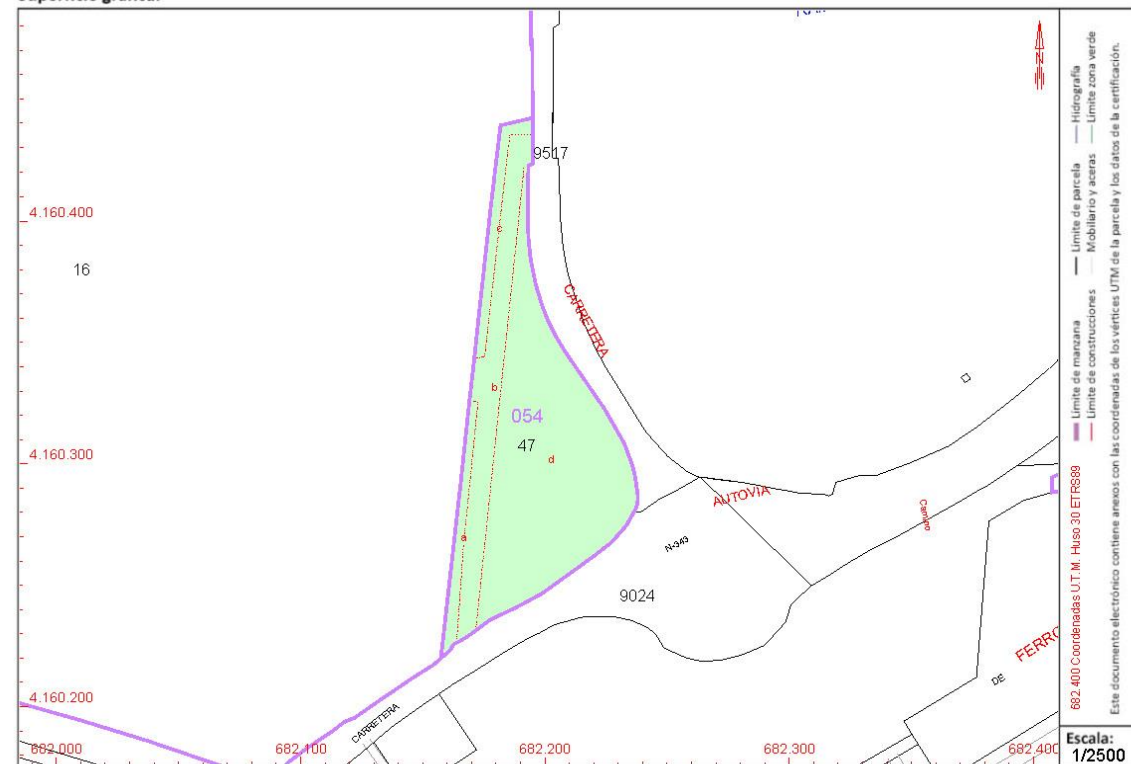 9517
4.160.400
c
16
CARRETERA
b
054
47
4.160.300
d
AUTOVIA
Camino
a
N-343
9024
FERRO
DE
4.160.200
CARRETERA
682.000
682.100
682.200
682.300
682.400
N
Límite de manzana
Límite de parcela
Hidrografía
Límite de construcciones
Mobiliario y aceras
Límite zona verde
682.400 Coordenadas U.T.M. Huso 30 ETRS89
Este documento electrónico contiene anexos con las coordenadas de los vértices UTM de la parcela y los datos de la certificación.
Escala:
1/2500